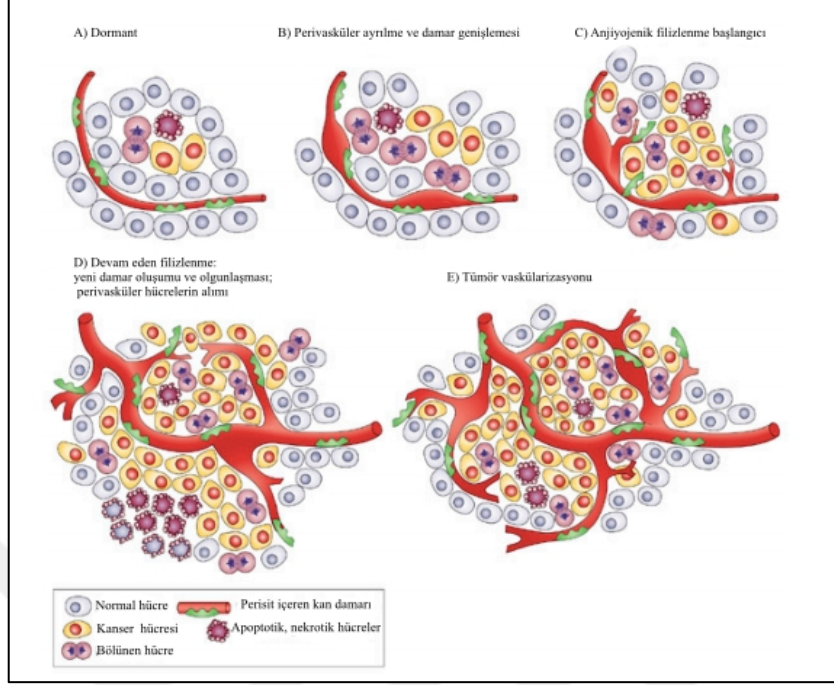 A) Dormant
B) Perivasküler ayrılme ve damar genişlemesi
C) Anjiyojenik filizlenme başlangıcı
D) Devam eden filizlenme:
yeni damar oluşumu ve olgunlaşması;
perivasküler hücrelerin alımı
E) Tümör vaskülarizasyonu
Normal hücre
Perisit içeren kan damarı
Kanser hücresi
Apoptotik, nekrotik hücreler
Bölünen hücre